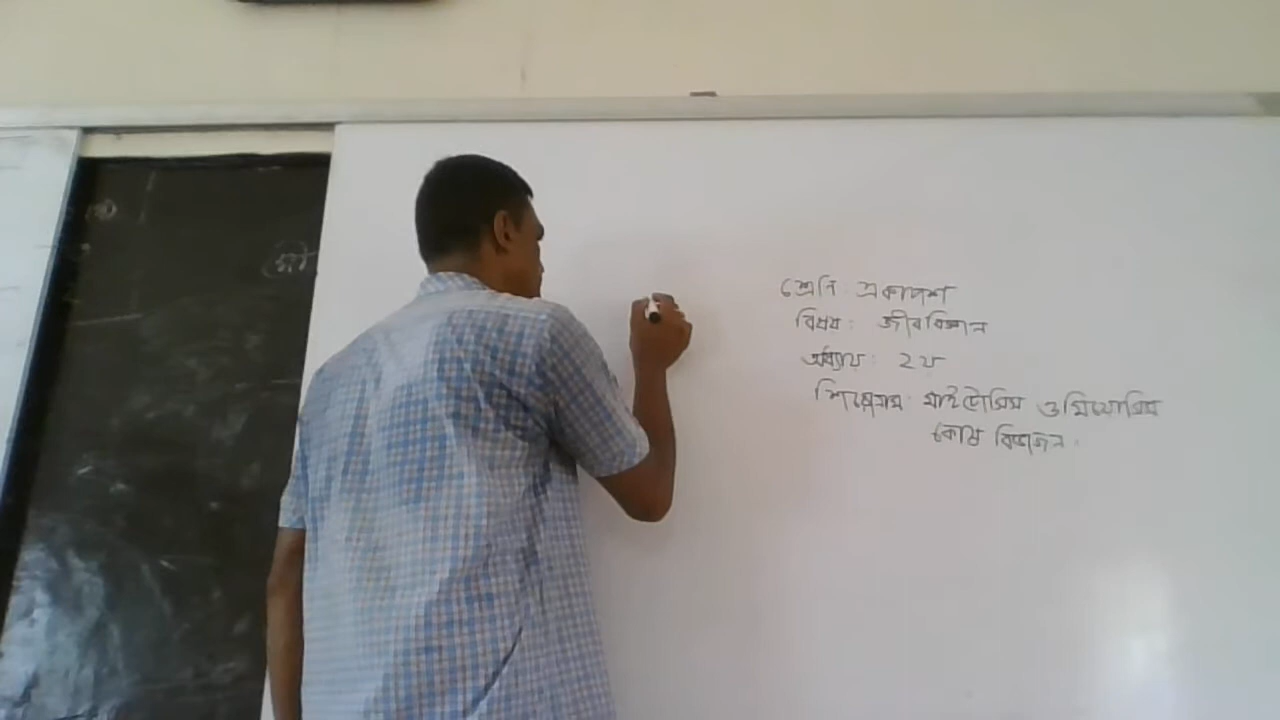 শ্রেনি : একাদশ
বিষয় : জীববিজ্ঞান
অধ্যায় : ২য়
শিরোনাম : মাইটোসিস ও মিয়োসিস
কোষ বিভাজন।